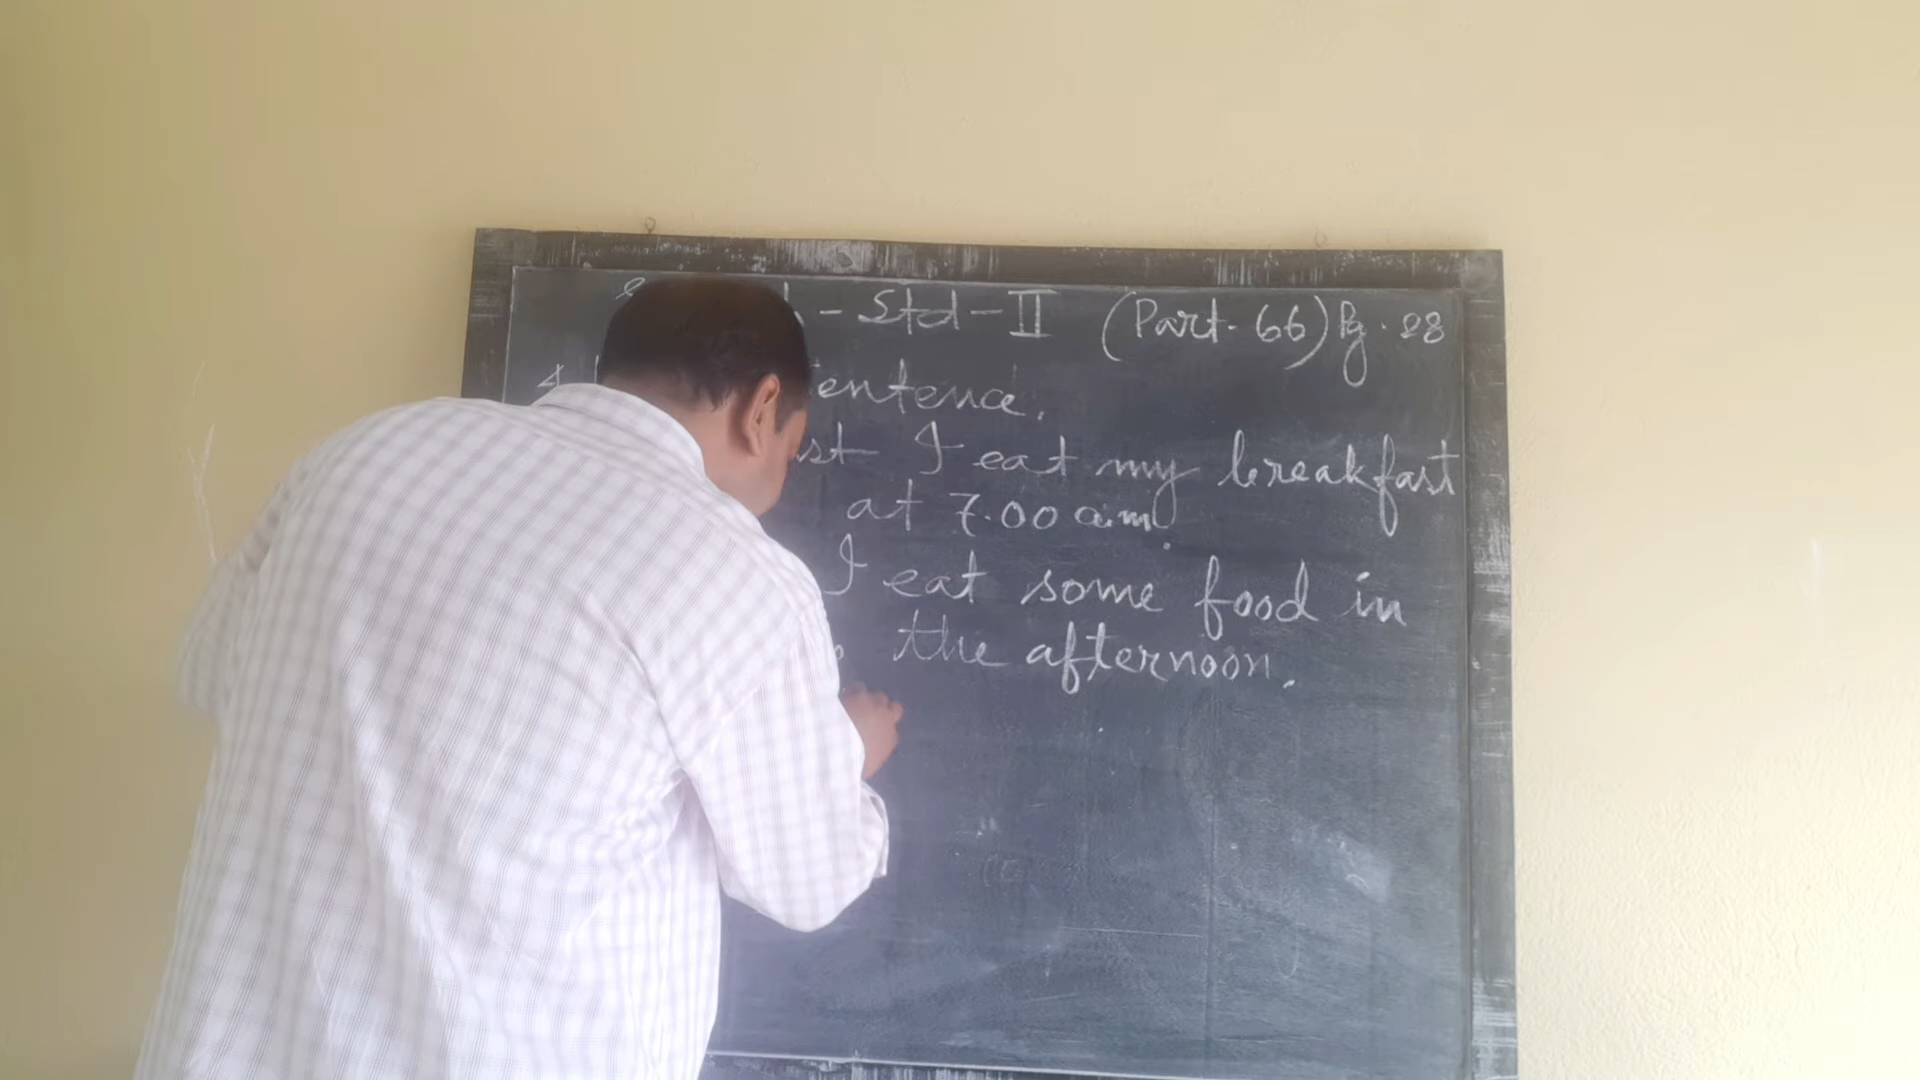 - Std - II (Part. 66) Pg. 28
4. entence.
st I eat my breakfast
at 7.00 a.m.
I eat some food in
the afternoon.